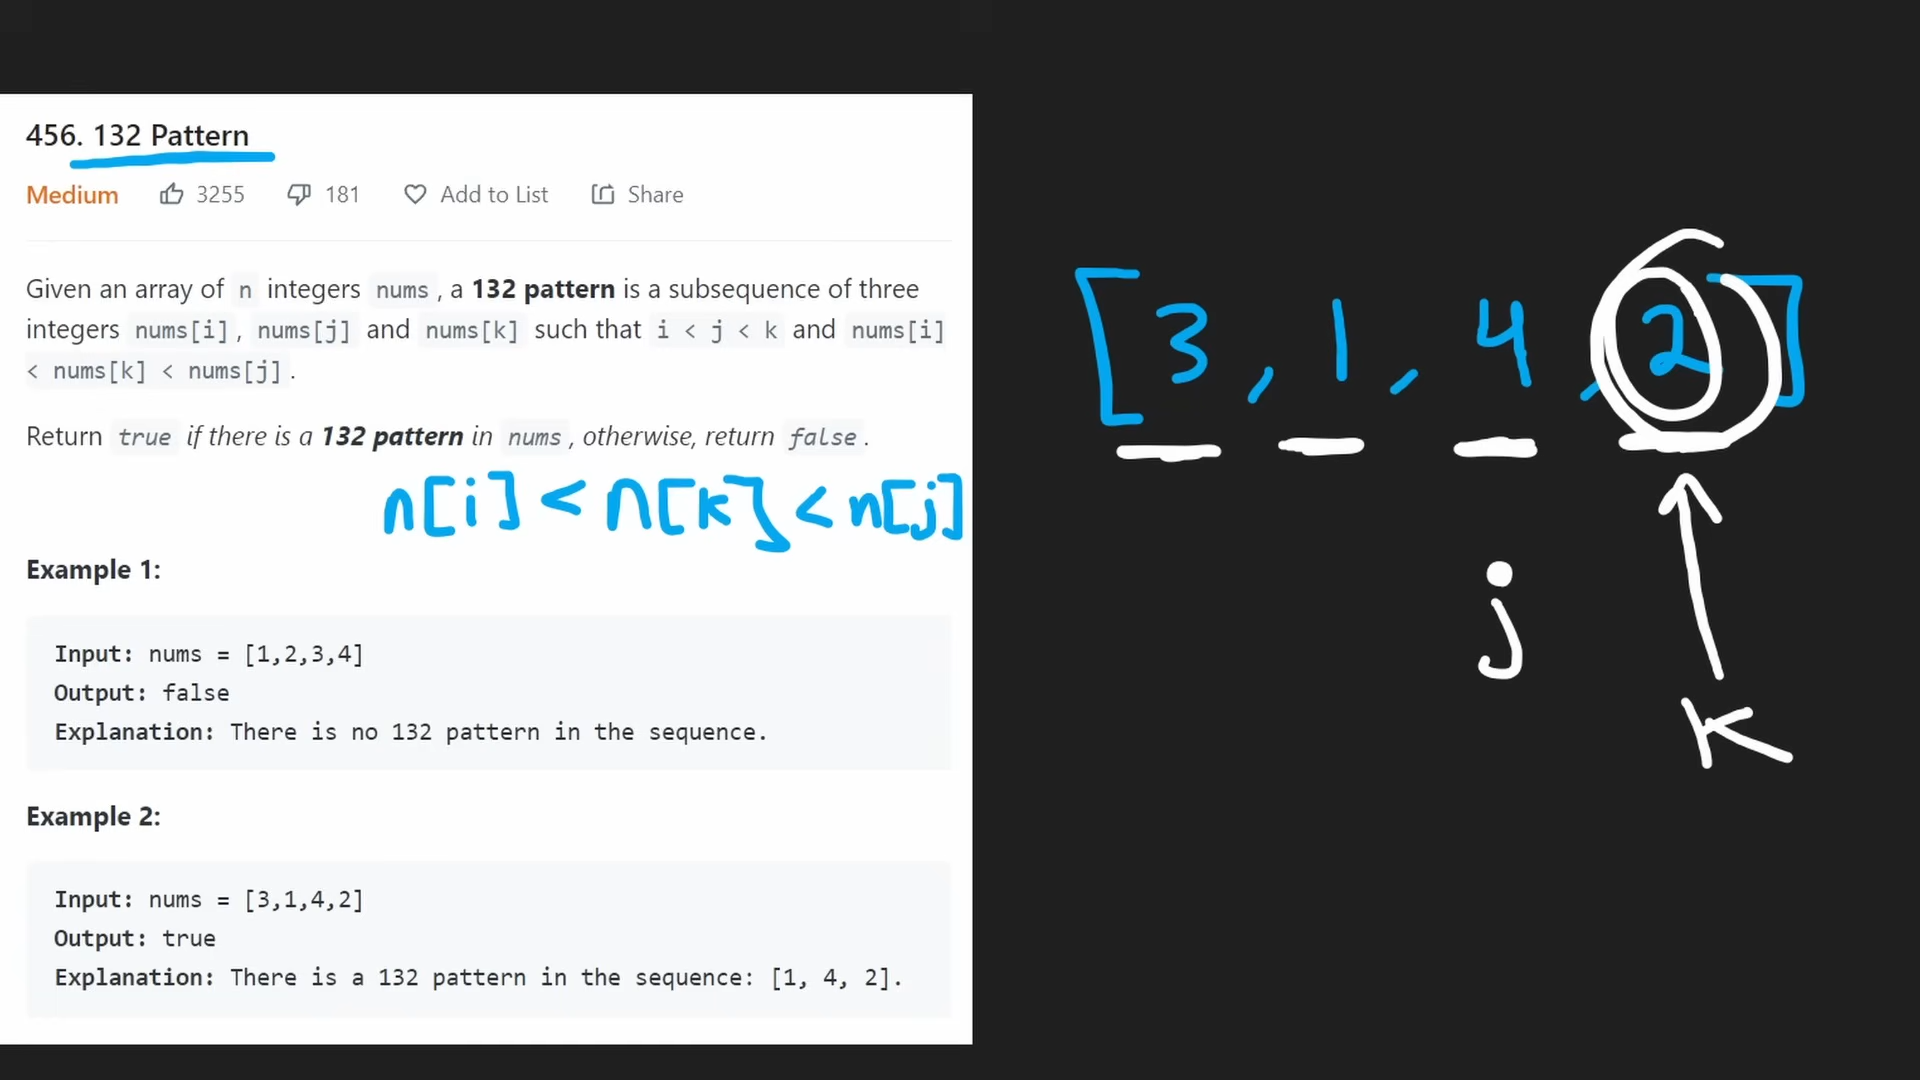 456. 132 Pattern
Medium 3255 181 Add to List Share
Given an array of n integers nums, a 132 pattern is a subsequence of three
integers nums[i], nums[j] and nums[k] such that i < j < k and nums[i]
< nums[k] < nums[j].
Return true if there is a 132 pattern in nums, otherwise, return false.
n[i] < n[k] < n[j]
Example 1:
Input: nums = [1,2,3,4]
Output: false
Explanation: There is no 132 pattern in the sequence.
Example 2:
Input: nums = [3,1,4,2]
Output: true
Explanation: There is a 132 pattern in the sequence: [1, 4, 2].
[3, 1, 4, 2]
j
K